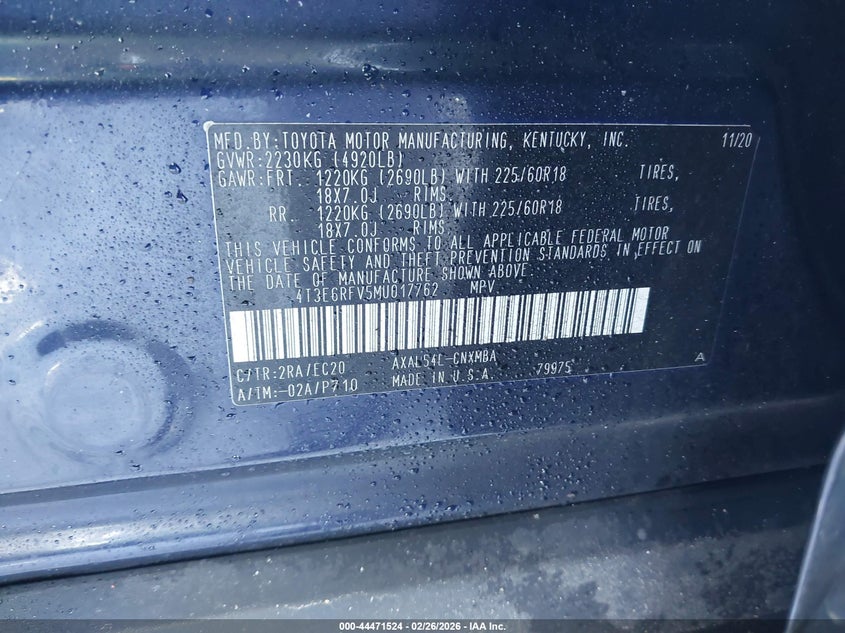 MFD.BY:TOYOTA MOTOR MANUFACTURING, KENTUCKY, INC. 11/20
GVWR:2230KG (4920LB)
GAWR:FRT. 1220KG (2690LB) WITH 225/60R18 TIRES,
18X7.0J RIMS,
RR. 1220KG (2690LB) WITH 225/60R18 TIRES,
18X7.0J RIMS
THIS VEHICLE CONFORMS TO ALL APPLICABLE FEDERAL MOTOR
VEHICLE SAFETY AND THEFT PREVENTION STANDARDS IN EFFECT ON
THE DATE OF MANUFACTURE SHOWN ABOVE.
4T3E6RFV5MU017762 MPV
C/TR:2RA/EC20 AXAL54L-CNXMBA A
A/TM:-02A/P710 MADE IN U.S.A. 79975
000-44471524 | 02/26/2026 | © IAA Inc.